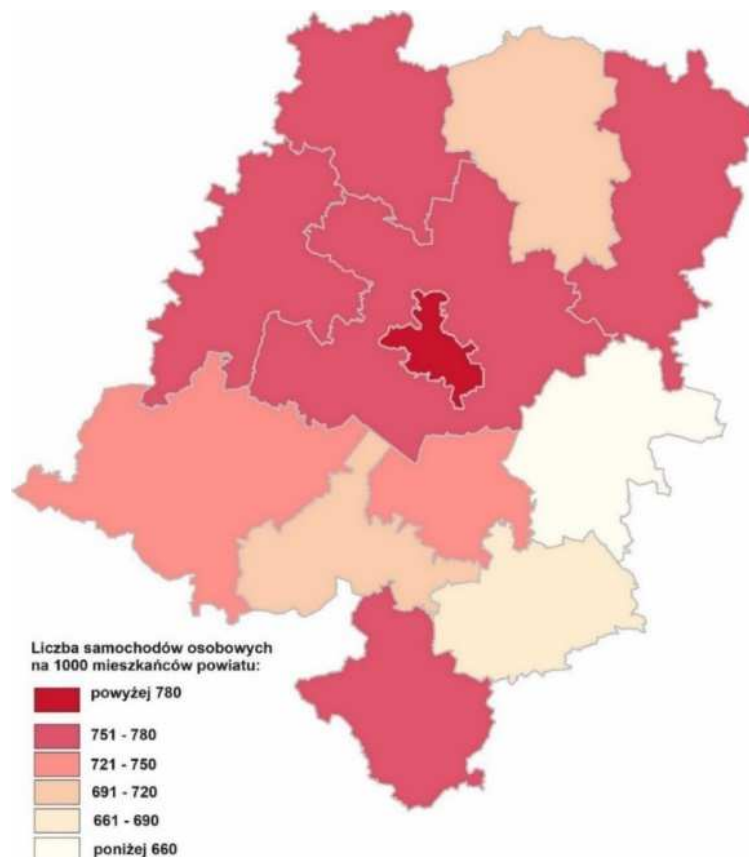 Liczba samochodów osobowych
na 1000 mieszkańców powiatu:
powyżej 780
751 - 780
721 - 750
691 - 720
661 - 690
poniżej 660